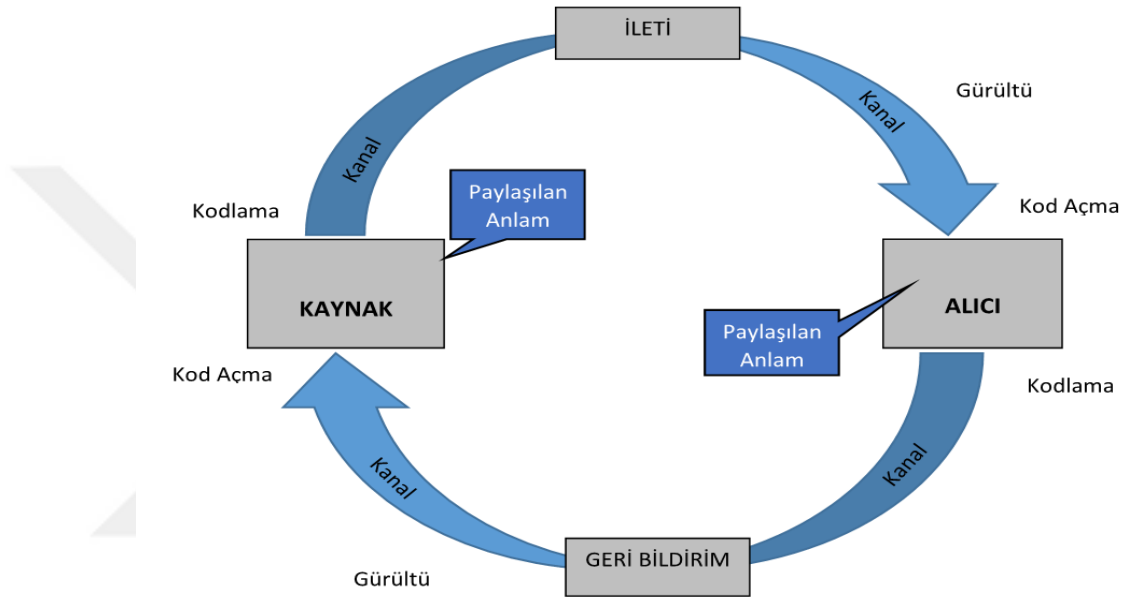 İLETİ
Gürültü
Kanal
Kanal
Paylaşılan
Anlam
Kodlama
Kod Açma
KAYNAK
ALICI
Paylaşılan
Anlam
Kod Açma
Kodlama
Kanal
Kanal
GERİ BİLDİRİM
Gürültü